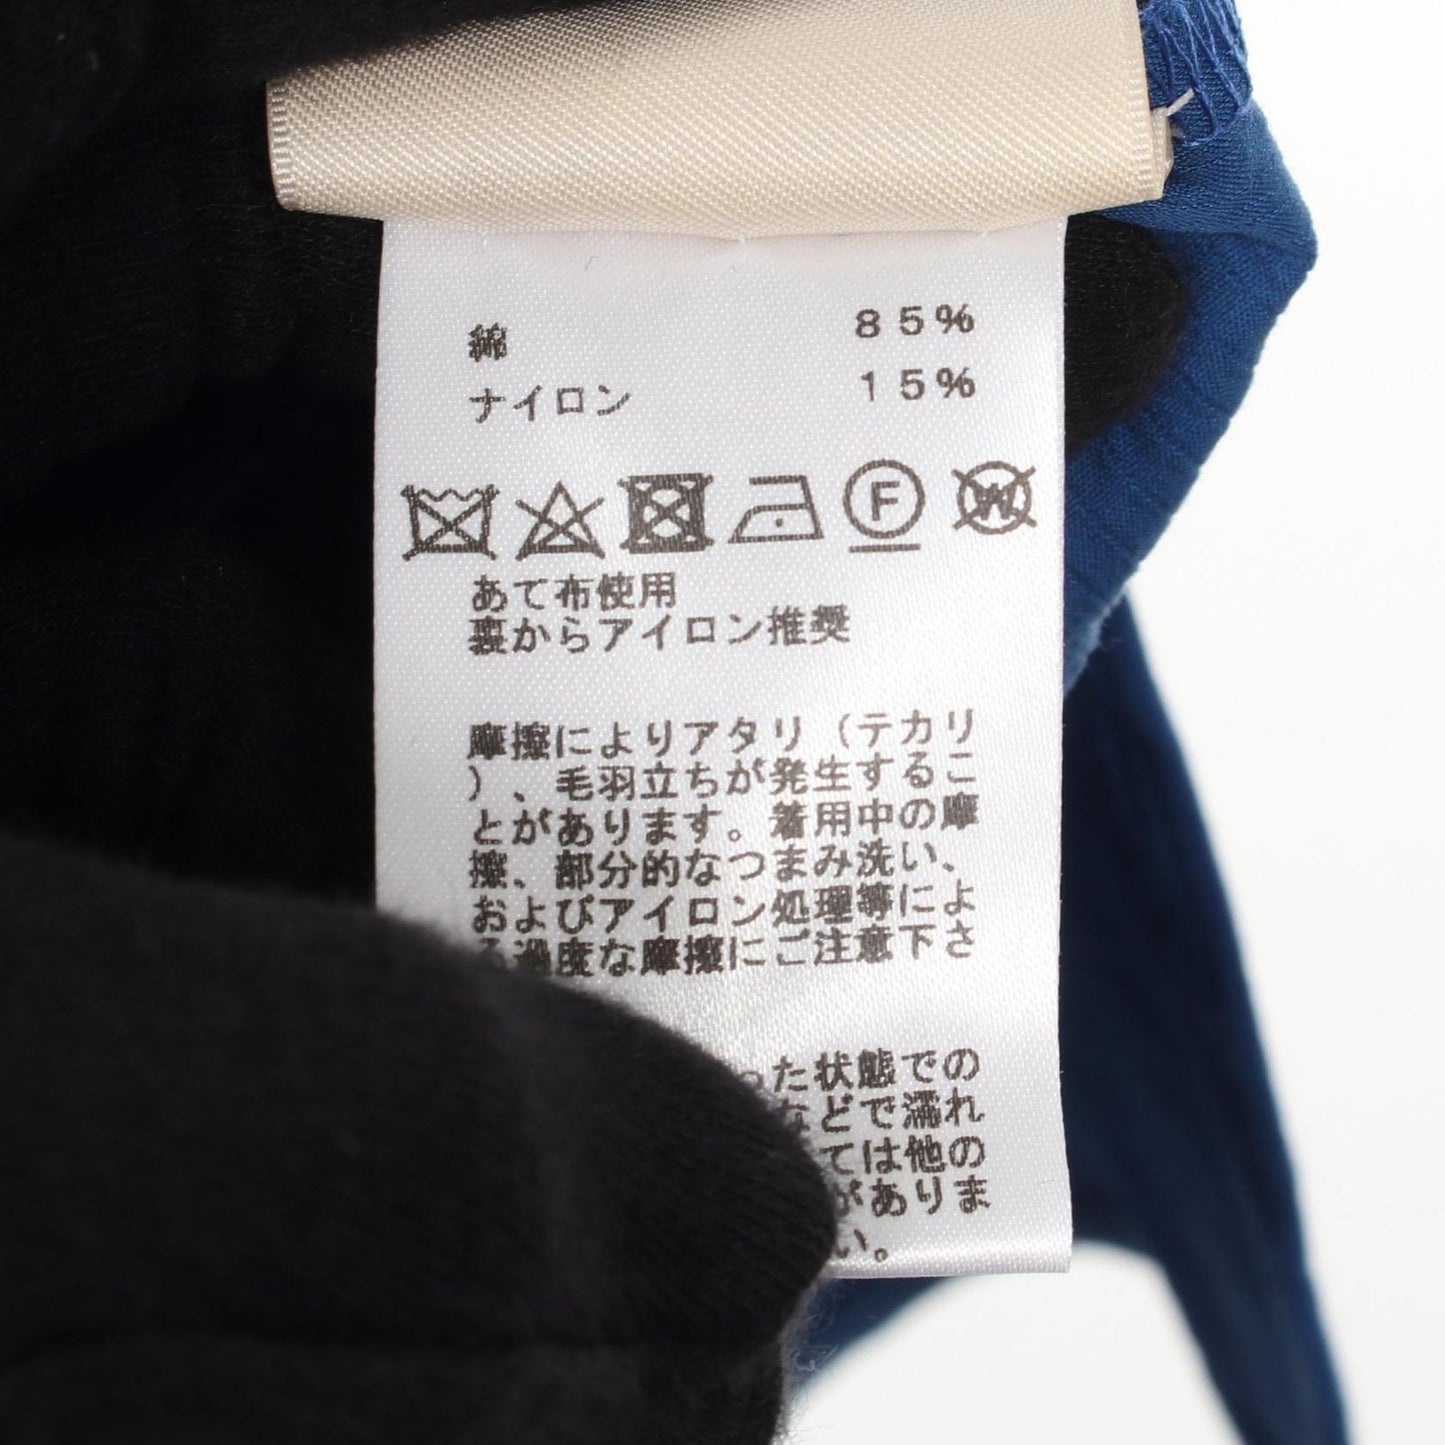 綿 85%
ナイロン 15%
F W
あて布使用
裏からアイロン推奨
摩擦によりアタリ（テカリ
）、毛羽立ちが発生するこ
とがあります。着用中の摩
擦、部分的なつまみ洗い、
およびアイロン処理等によ
る過度な摩擦にご注意下さ
った状態での
などで濡れ
ては他の
がありま
い。